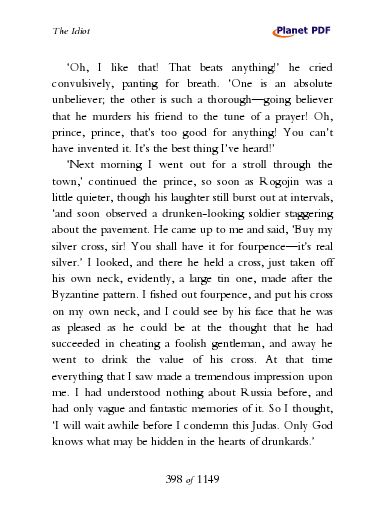 The Idiot
Planet PDF
'Oh, I like that! That beats anything!' he cried
convulsively, panting for breath. 'One is an absolute
unbeliever; the other is such a thorough—going believer
that he murders his friend to the tune of a prayer! Oh,
prince, prince, that's too good for anything! You can't
have invented it. It's the best thing I've heard!'
'Next morning I went out for a stroll through the
town,' continued the prince, so soon as Rogojin was a
little quieter, though his laughter still burst out at intervals,
'and soon observed a drunken-looking soldier staggering
about the pavement. He came up to me and said, 'Buy my
silver cross, sir! You shall have it for fourpence—it's real
silver.' I looked, and there he held a cross, just taken off
his own neck, evidently, a large tin one, made after the
Byzantine pattern. I fished out fourpence, and put his cross
on my own neck, and I could see by his face that he was
as pleased as he could be at the thought that he had
succeeded in cheating a foolish gentleman, and away he
went to drink the value of his cross. At that time
everything that I saw made a tremendous impression upon
me. I had understood nothing about Russia before, and
had only vague and fantastic memories of it. So I thought,
'I will wait awhile before I condemn this Judas. Only God
knows what may be hidden in the hearts of drunkards.'
398 of 1149